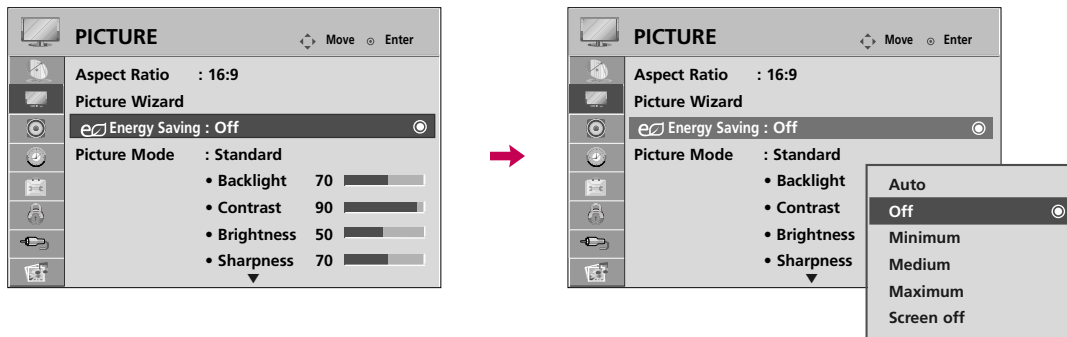 PICTURE Move Enter
Aspect Ratio : 16:9
Picture Wizard
Energy Saving : Off
Picture Mode : Standard
• Backlight 70
• Contrast 90
• Brightness 50
• Sharpness 70
PICTURE Move Enter
Aspect Ratio : 16:9
Picture Wizard
Energy Saving : Off
Picture Mode : Standard
• Backlight
• Contrast
• Brightness
• Sharpness
Auto
Off
Minimum
Medium
Maximum
Screen off